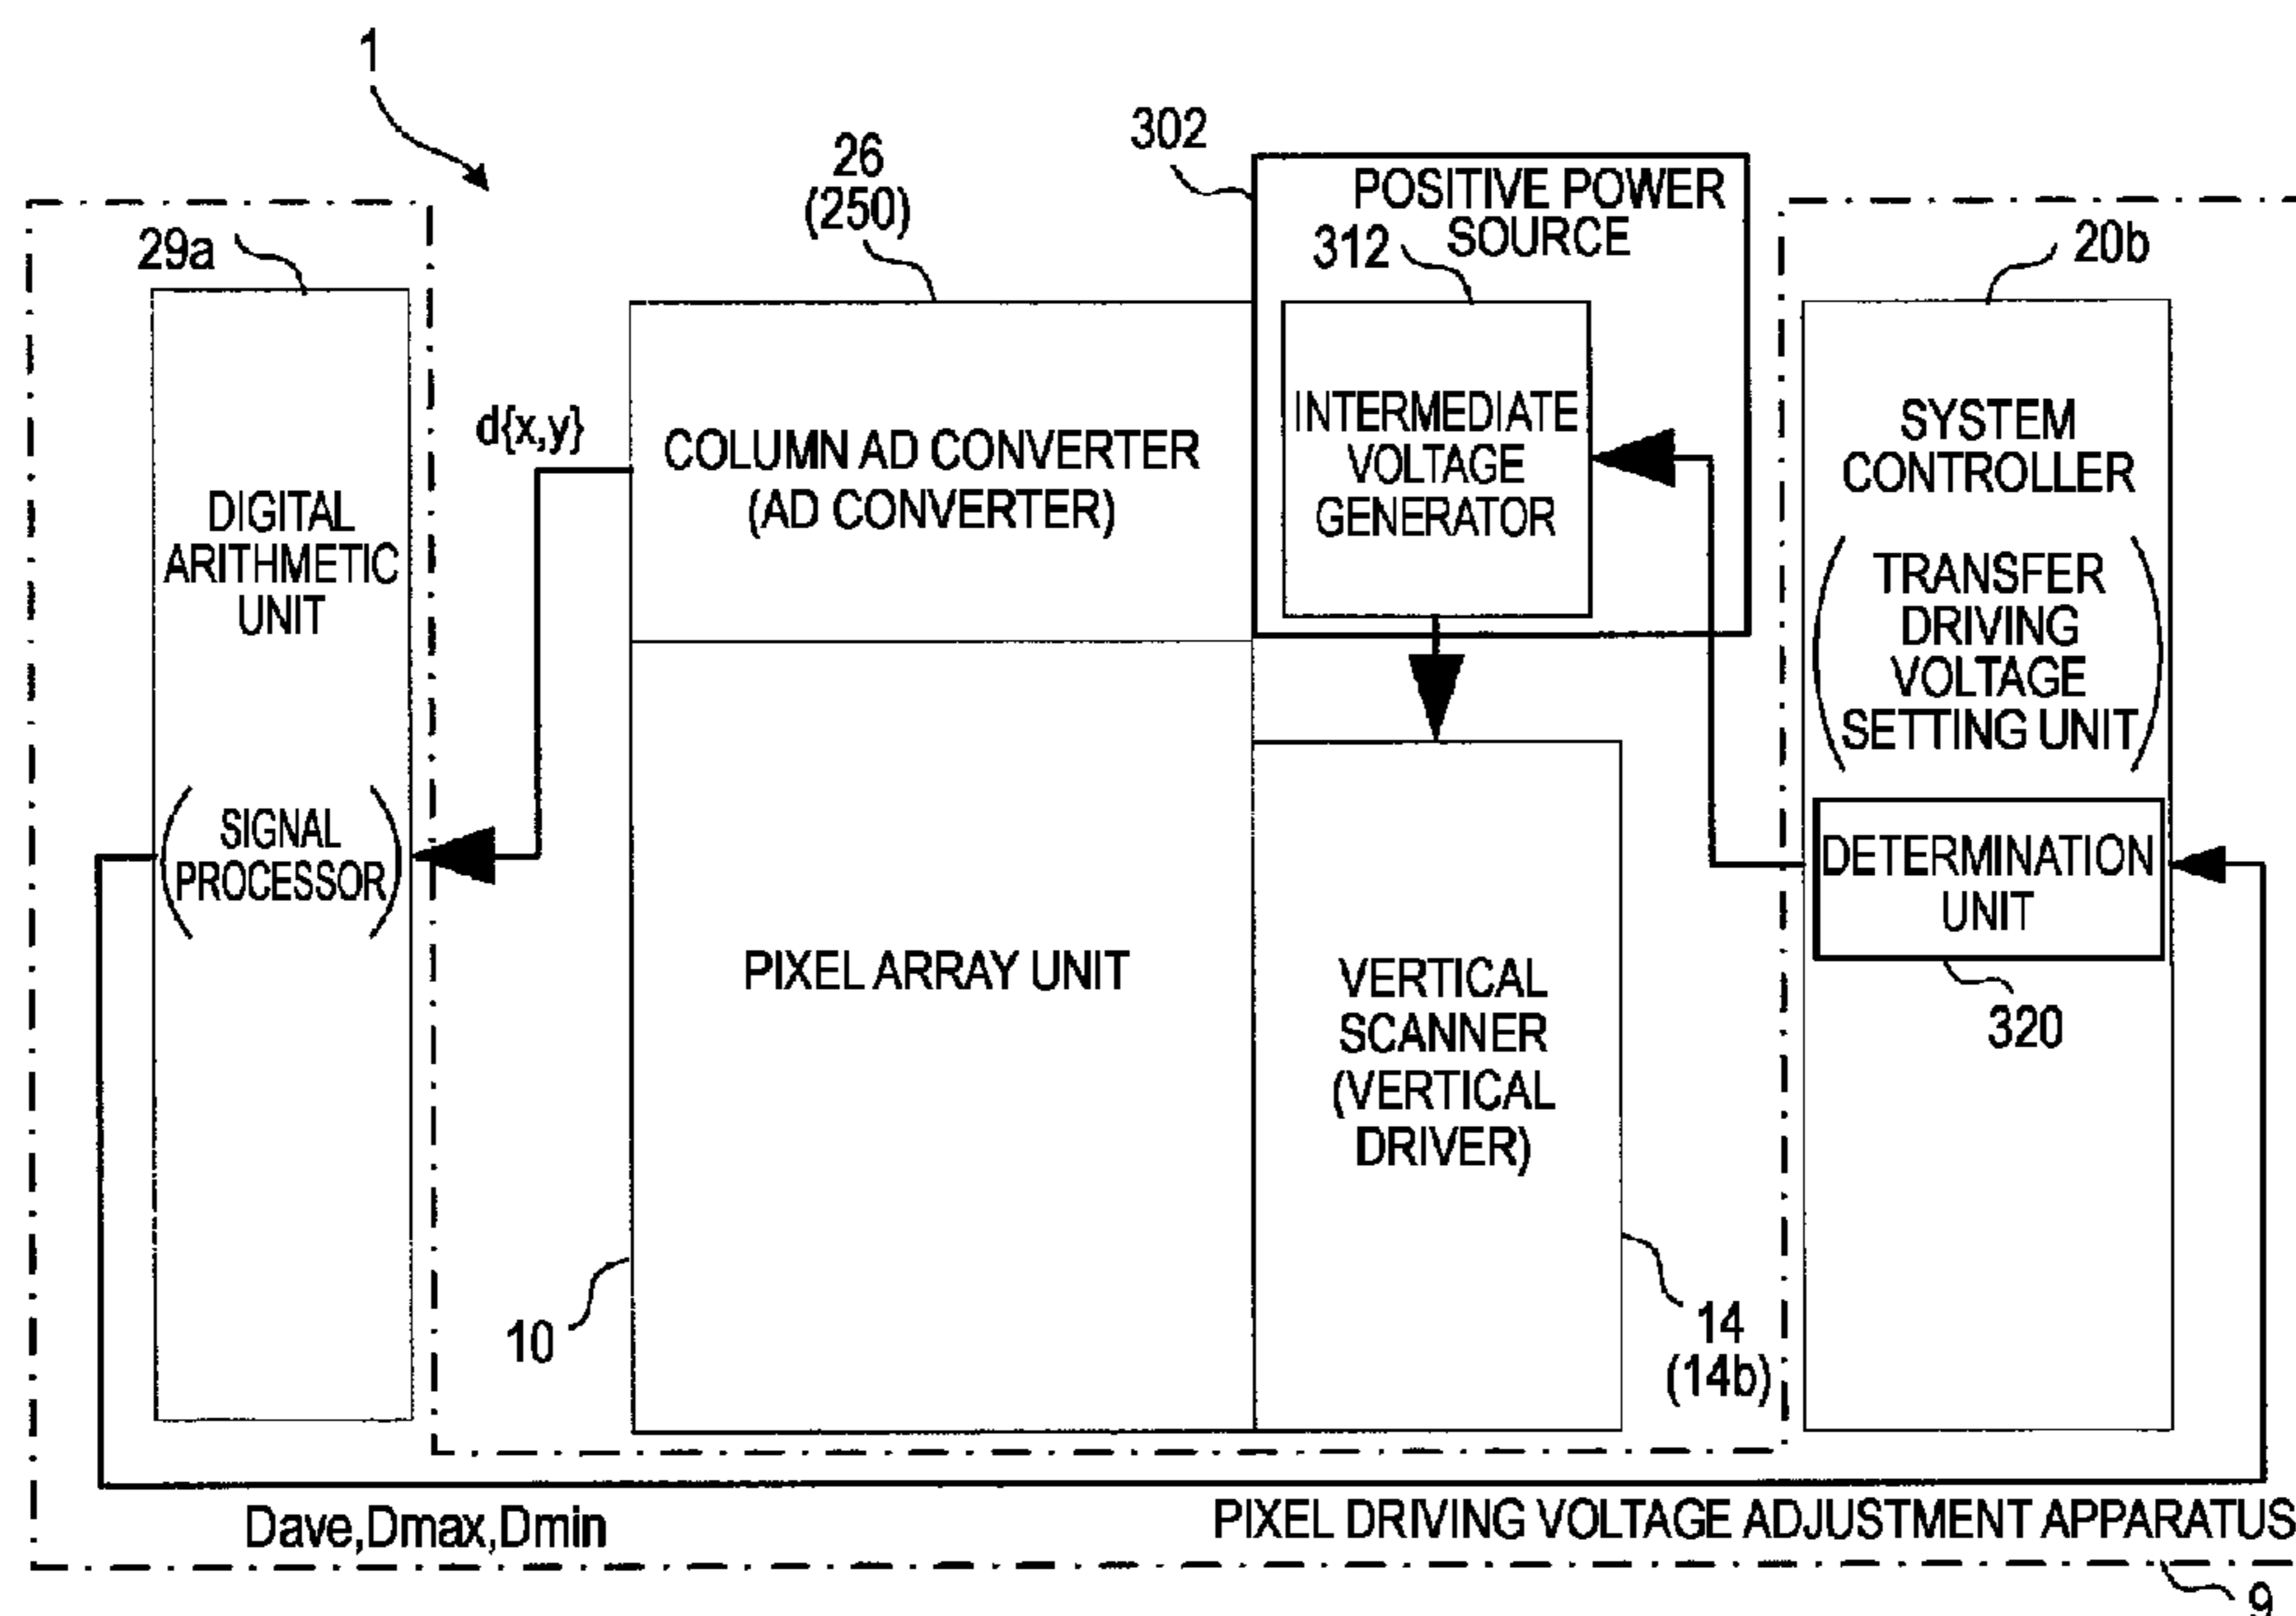 1
302
26
(250)
POSITIVE POWER
SOURCE
312
29a
20b
d{x,y}
COLUMN AD CONVERTER
(AD CONVERTER)
INTERMEDIATE
VOLTAGE
GENERATOR
SYSTEM
CONTROLLER
TRANSFER
DRIVING
VOLTAGE
SETTING UNIT
DIGITAL
ARITHMETIC
UNIT
(SIGNAL
PROCESSOR)
DETERMINATION
UNIT
320
PIXEL ARRAY UNIT
VERTICAL
SCANNER
(VERTICAL
DRIVER)
10
14
(14b)
Dave,Dmax,Dmin
PIXEL DRIVING VOLTAGE ADJUSTMENT APPARATUS
9